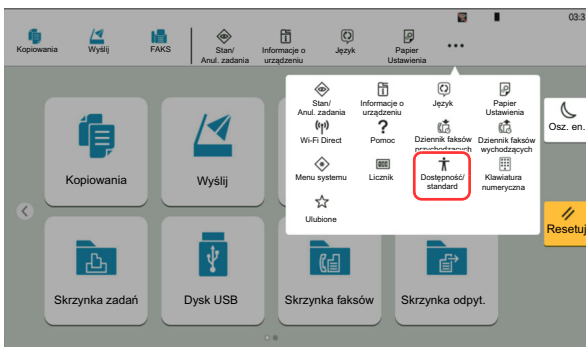 03:3
Kopiowania
Wyślij
FAKS
Stan/
Anul. zadania
Informacje o
urządzeniu
Język
Papier
Ustawienia
Stan/
Anul. zadania
Informacje o
urządzeniu
Język
Papier
Ustawienia
Wi-Fi Direct
Pomoc
Dziennik faksów
przychodzących
Dziennik faksów
wychodzących
Menu systemu
Licznik
Dostępność/
standard
Klawiatura
numeryczna
Ulubione
Osz. en.
Resetuj
Kopiowania
Wyślij
Skrzynka zadań
Dysk USB
Skrzynka faksów
Skrzynka odpyt.